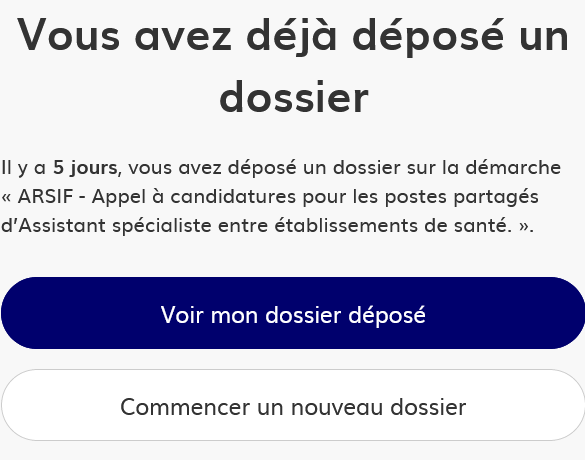 Vous avez déjà déposé un
dossier
Il y a 5 jours, vous avez déposé un dossier sur la démarche
« ARSIF - Appel à candidatures pour les postes partagés
d’Assistant spécialiste entre établissements de santé. ».
Voir mon dossier déposé
Commencer un nouveau dossier